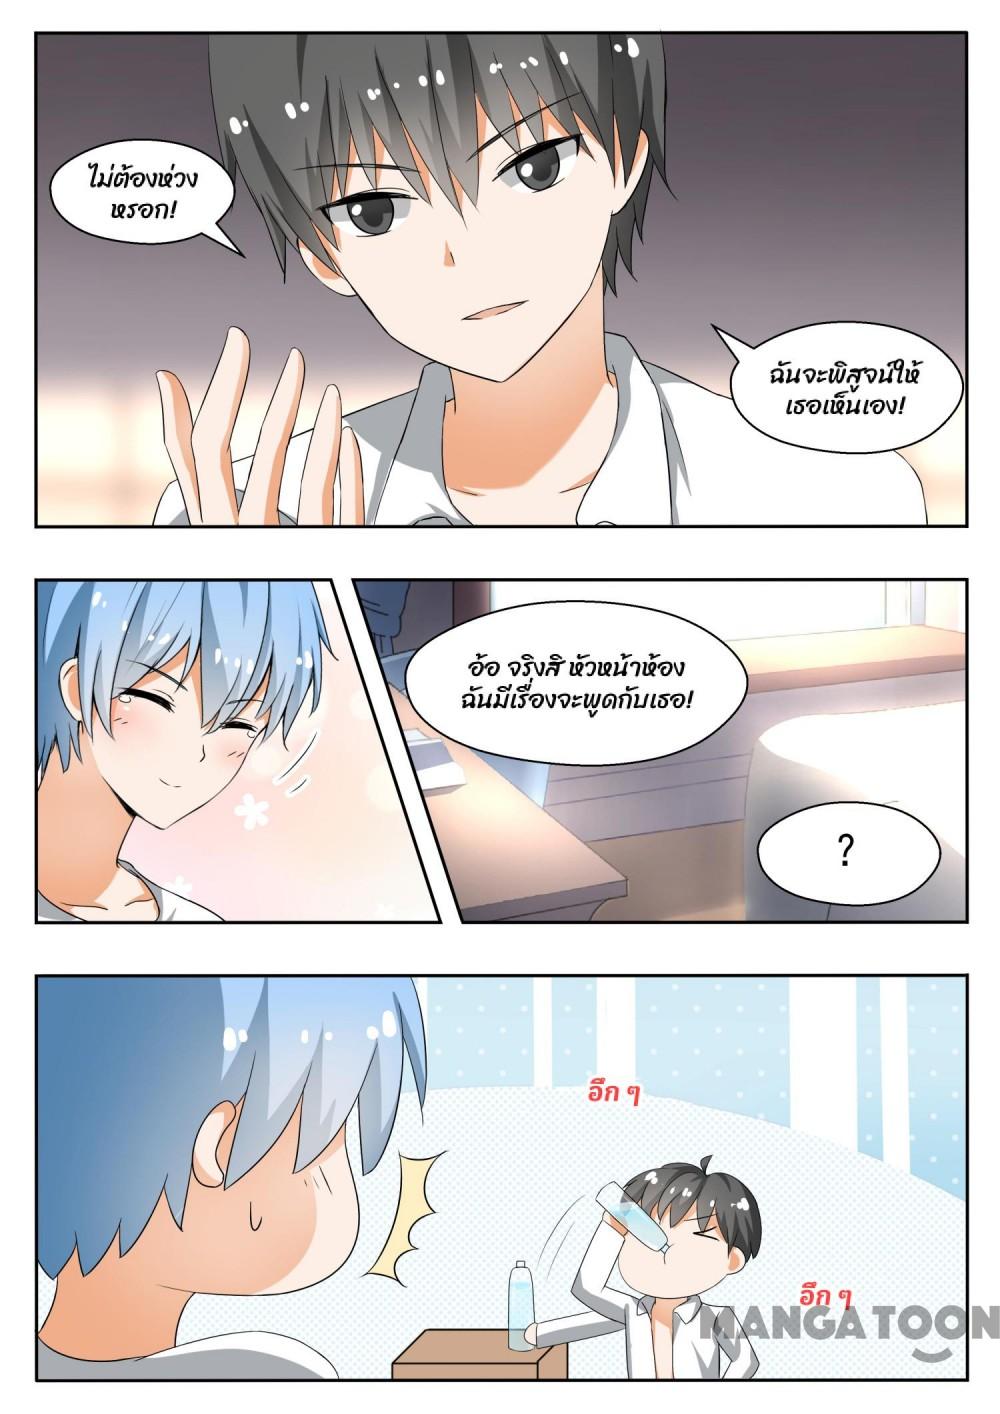 ไม่ต้องห่วง
หรอก!
ฉันจะพิสูจน์ให้
เธอเห็นเอง!
อ้อ จริงสิ หัวหน้าห้อง
ฉันมีเรื่องจะพูดกับเธอ!
?
อึก ๆ
อึก ๆ
MANGATOON